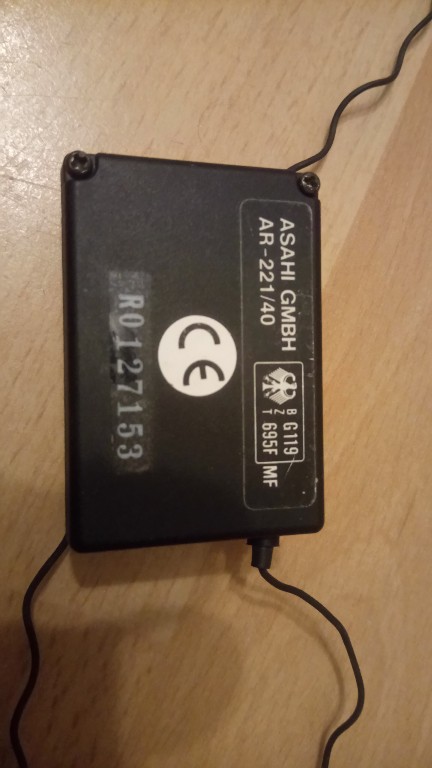 ASAHI GMBH
AR-221/40
BZT
G119
695F
MF
CE
R0127153